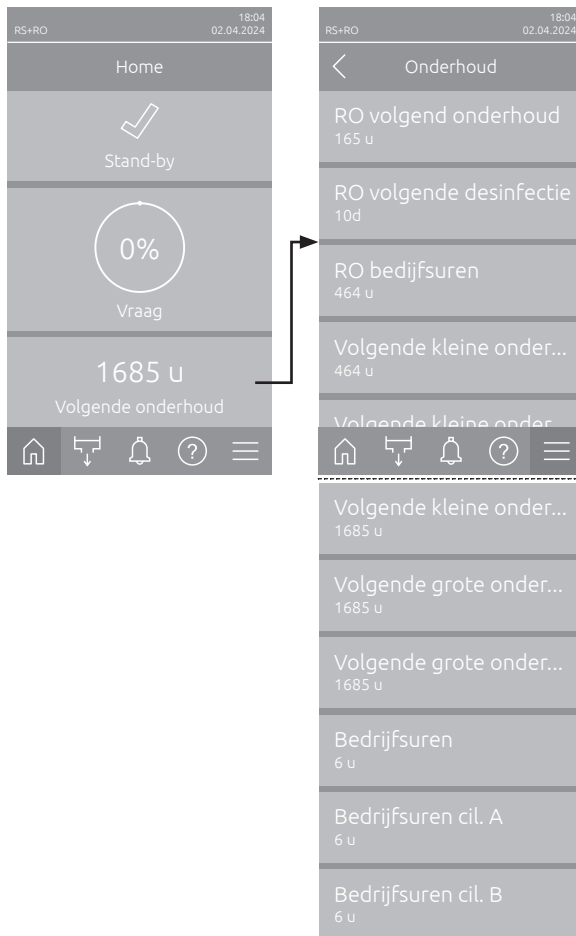 18:04
RS+RO 02.04.2024
Home
Stand-by
0%
Vraag
1685 u
Volgende onderhoud
?
18:04
RS+RO 02.04.2024
Onderhoud
RO volgend onderhoud
165 u
RO volgende desinfectie
10d
RO bedijfsuren
464 u
Volgende kleine onder...
464 u
Volgende kleine onder...
?
Volgende kleine onder...
1685 u
Volgende grote onder...
1685 u
Volgende grote onder...
1685 u
Bedrijfsuren
6 u
Bedrijfsuren cil. A
6 u
Bedrijfsuren cil. B
6 u